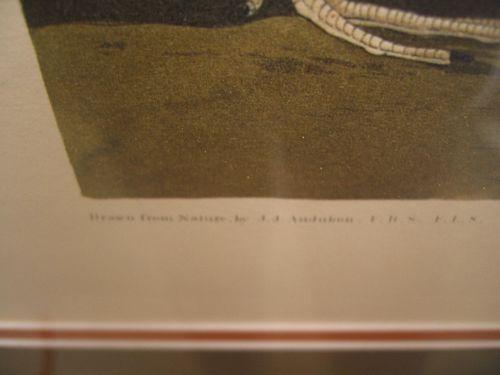 Drawn from Nature, by J. J. Audubon. F. R. S. F. L. S.